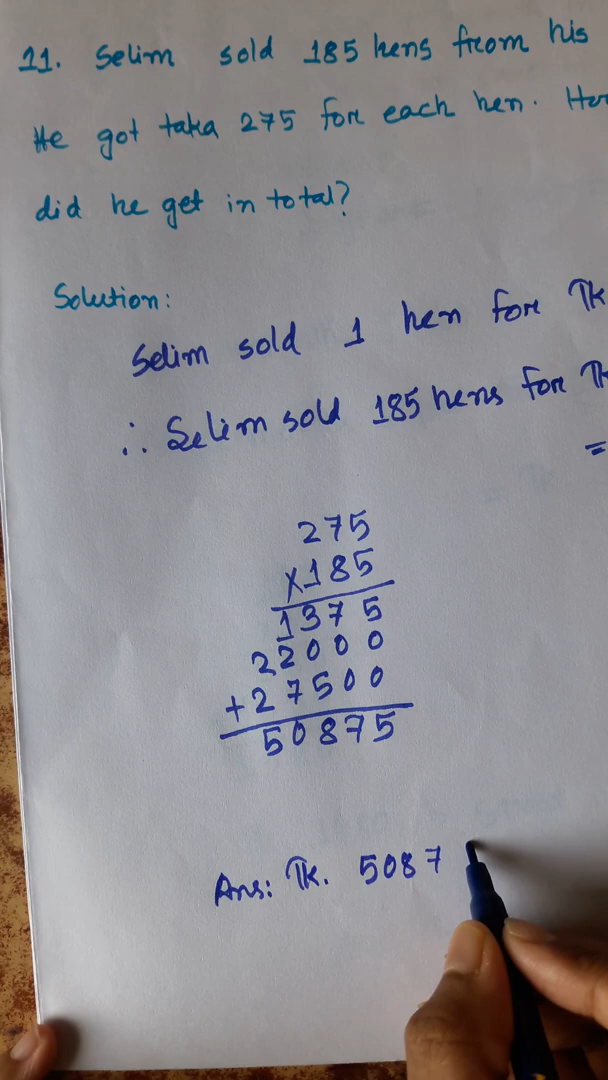 11. Selim sold 185 hens from his
He got taka 275 for each hen.
did he get in total?
Solution:
Selim sold 1 hen for Tk
∴ Selim sold 185 hens for Tk
=
275
×185
1375
22000
+27500
50875
Ans: Tk. 5087